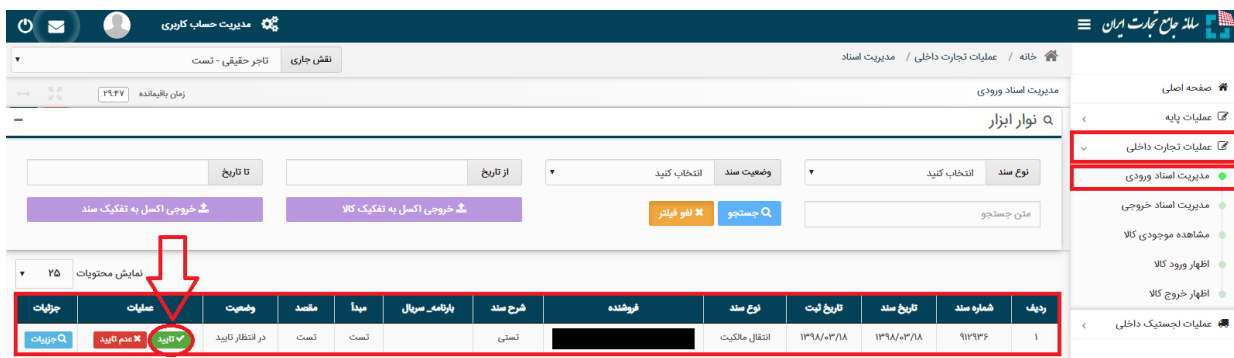 سامانه جامع تجارت ایران
مدیریت حساب کاربری
خانه / عملیات تجارت داخلی / مدیریت اسناد
نقش جاری
تاجر حقیقی - تست
مدیریت اسناد ورودی
زمان باقیمانده ۲۹:۴۷
صفحه اصلی
عملیات پایه
عملیات تجارت داخلی
مدیریت اسناد ورودی
مدیریت اسناد خروجی
مشاهده موجودی کالا
اظهار ورود کالا
اظهار خروج کالا
عملیات لجستیک داخلی
نوار ابزار
نوع سند انتخاب کنید وضعیت سند انتخاب کنید از تاریخ تا تاریخ
متن جستجو جستجو لغو فیلتر خروجی اکسل به تفکیک کالا خروجی اکسل به تفکیک سند
نمایش محتویات ۲۵
ردیف شماره سند تاریخ سند تاریخ ثبت نوع سند فروشنده شرح سند بارنامه_سریال مبدأ مقصد وضعیت عملیات جزئیات
۱ ۹۱۲۹۳۶ ۱۳۹۸/۰۳/۱۸ ۱۳۹۸/۰۳/۱۸ انتقال مالکیت تستی تست تست در انتظار تایید تایید عدم تایید جزییات